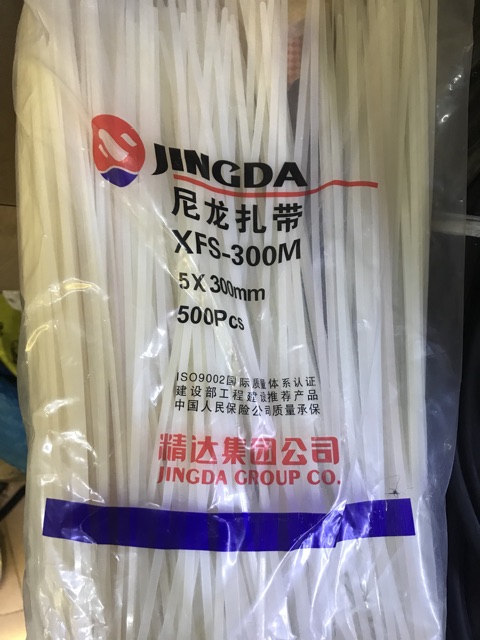 JINGDA
尼龙扎带
XFS-300M
5X300mm
500Pcs
ISO9002国际质量体系认证
建设部工程建设推荐产品
中国人民保险公司质量承保
精达集团公司
JINGDA GROUP CO.